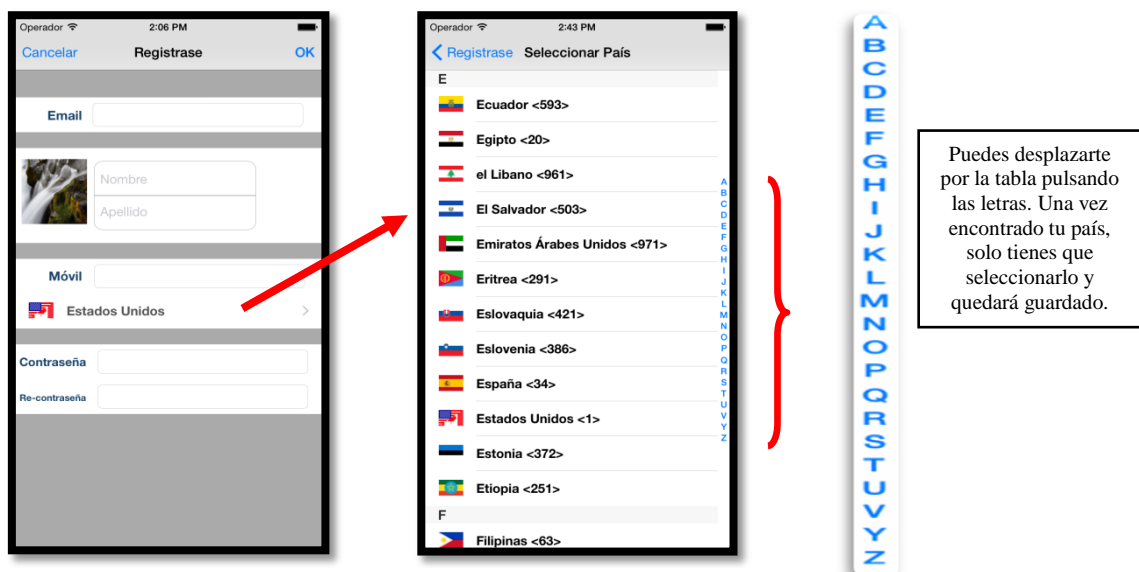 Operador 2:06 PM
Cancelar Registrase OK
Email
Nombre
Apellido
Móvil
Estados Unidos
Contraseña
Re-contraseña
Operador 2:43 PM
Registrase Seleccionar País
E
Ecuador <593>
Egipto <20>
el Libano <961>
El Salvador <503>
Emiratos Árabes Unidos <971>
Eritrea <291>
Eslovaquia <421>
Eslovenia <386>
España <34>
Estados Unidos <1>
Estonia <372>
Etiopia <251>
F
Filipinas <63>
A
B
C
D
E
F
G
H
I
J
K
L
M
N
O
P
Q
R
S
T
U
V
Y
Z
A
B
C
D
E
F
G
H
I
J
K
L
M
N
O
P
Q
R
S
T
U
V
Y
Z
Puedes desplazarte
por la tabla pulsando
las letras. Una vez
encontrado tu país,
solo tienes que
seleccionarlo y
quedará guardado.